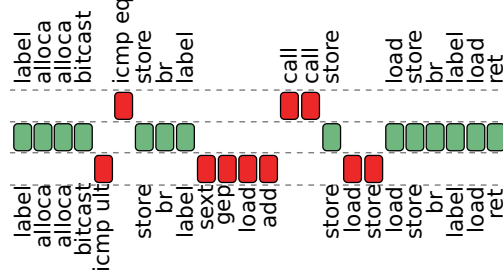 label
alloca
alloca
bitcast
icmp eq
store
br
label
call
call
store
load
store
br
label
load
ret
label
alloca
alloca
bitcast
icmp ult
store
br
label
sext
gep
load
add
store
load
store
load
store
br
label
load
ret